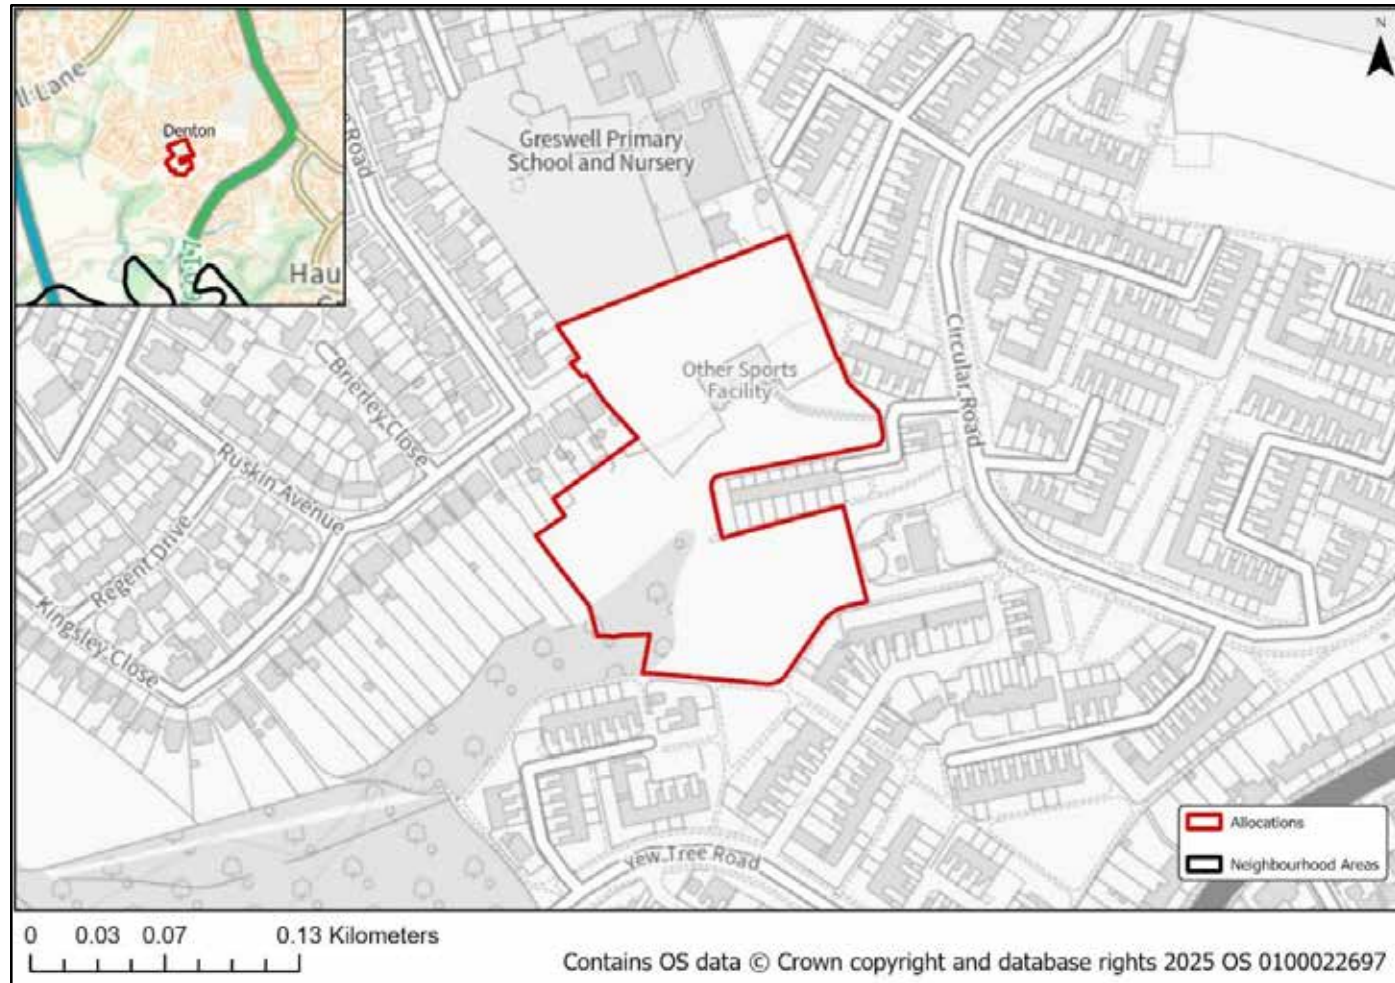 N
ll Lane
Denton
Hau
Road
Greswell Primary
School and Nursery
Other Sports
Facility
Circular Road
Brierley Close
Ruskin Avenue
Regent Drive
Kingsley Close
Yew Tree Road
Allocations
Neighbourhood Areas
0 0.03 0.07 0.13 Kilometers
Contains OS data © Crown copyright and database rights 2025 OS 0100022697